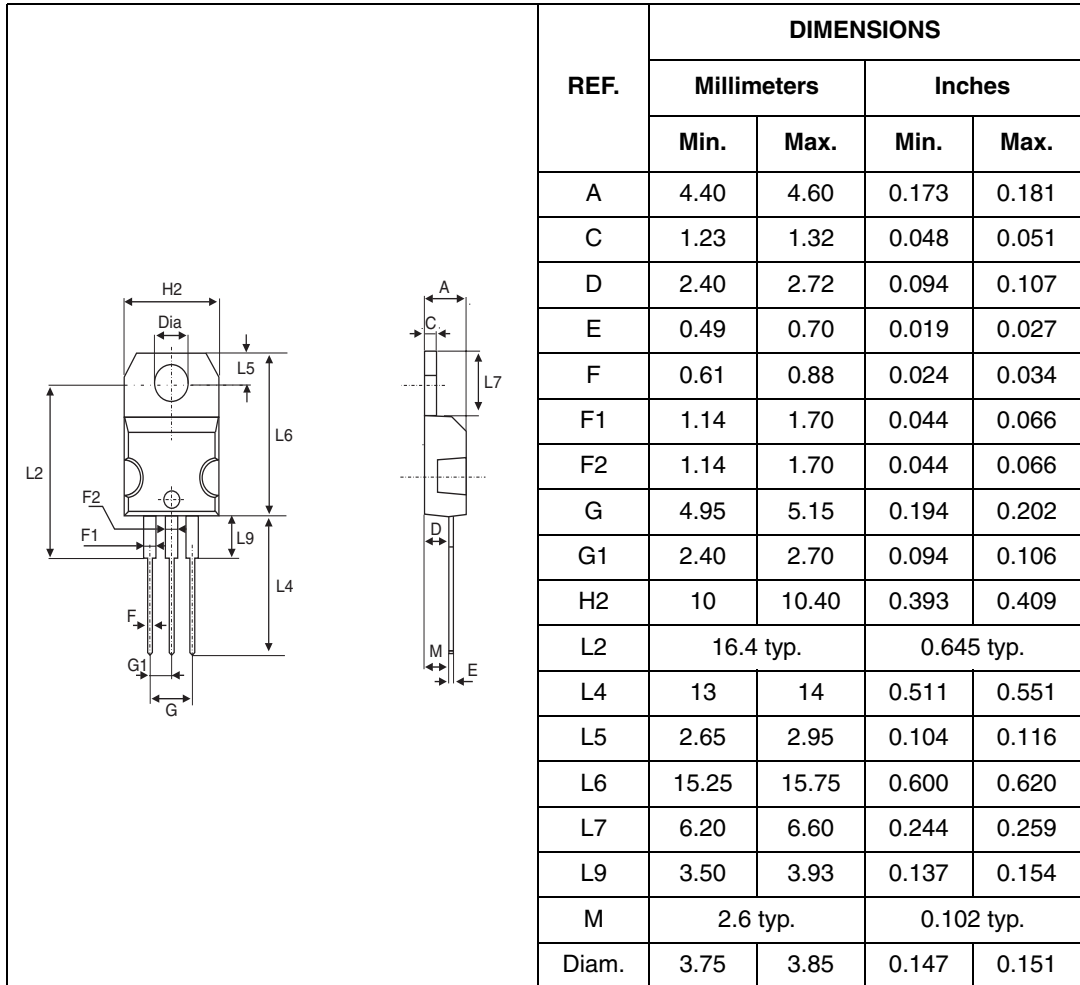 DIMENSIONS
REF. Millimeters Inches
Min. Max. Min. Max.
A 4.40 4.60 0.173 0.181
C 1.23 1.32 0.048 0.051
D 2.40 2.72 0.094 0.107
E 0.49 0.70 0.019 0.027
F 0.61 0.88 0.024 0.034
F1 1.14 1.70 0.044 0.066
F2 1.14 1.70 0.044 0.066
G 4.95 5.15 0.194 0.202
G1 2.40 2.70 0.094 0.106
H2 10 10.40 0.393 0.409
L2 16.4 typ. 0.645 typ.
L4 13 14 0.511 0.551
L5 2.65 2.95 0.104 0.116
L6 15.25 15.75 0.600 0.620
L7 6.20 6.60 0.244 0.259
L9 3.50 3.93 0.137 0.154
M 2.6 typ. 0.102 typ.
Diam. 3.75 3.85 0.147 0.151
H2
Dia
L5
L6
L2
F2
F1
L9
L4
F
G1
G
A
C
L7
D
M
E